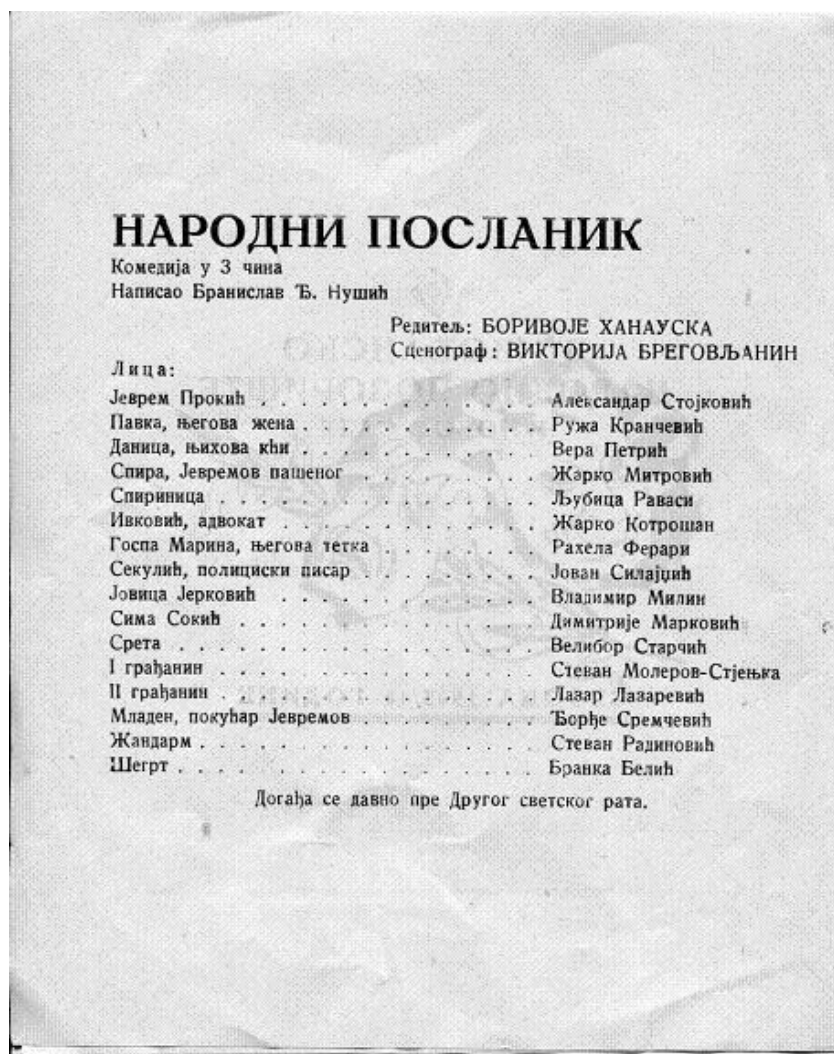 НАРОДНИ ПОСЛАНИК
Комедија у 3 чина
Написао Бранислав Ђ. Нушић
Редитељ: БОРИВОЈЕ ХАНАУСКА
Сценограф: ВИКТОРИЈА БРЕГОВЉАНИН
Лица:
Јеврем Прокић . . . . . . . . . . . . . . . Александар Стојковић
Павка, његова жена . . . . . . . . . . . . . Ружа Кранчевић
Даница, њихова кћи . . . . . . . . . . . . . Вера Петрић
Спира, Јевремов пашеног . . . . . . . . . . Жарко Митровић
Спириница . . . . . . . . . . . . . . . . . Љубица Раваси
Ивковић, адвокат . . . . . . . . . . . . . . Жарко Котрошан
Госпа Марина, његова тетка . . . . . . . . . Рахела Ферари
Секулић, полициски писар . . . . . . . . . . Јован Силајџић
Јовица Јерковић . . . . . . . . . . . . . . Владимир Милин
Сима Сокић . . . . . . . . . . . . . . . . Димитрије Марковић
Срета . . . . . . . . . . . . . . . . . . . Велибор Старчић
I грађанин . . . . . . . . . . . . . . . . Стеван Молеров-Стјењка
II грађанин . . . . . . . . . . . . . . . . Лазар Лазаревић
Младен, покућар Јевремов . . . . . . . . . Ђорђе Сремчевић
Жандарм . . . . . . . . . . . . . . . . . . Стеван Радиновић
Шегрт . . . . . . . . . . . . . . . . . . . Бранка Белић
Догађа се давно пре Другог светског рата.